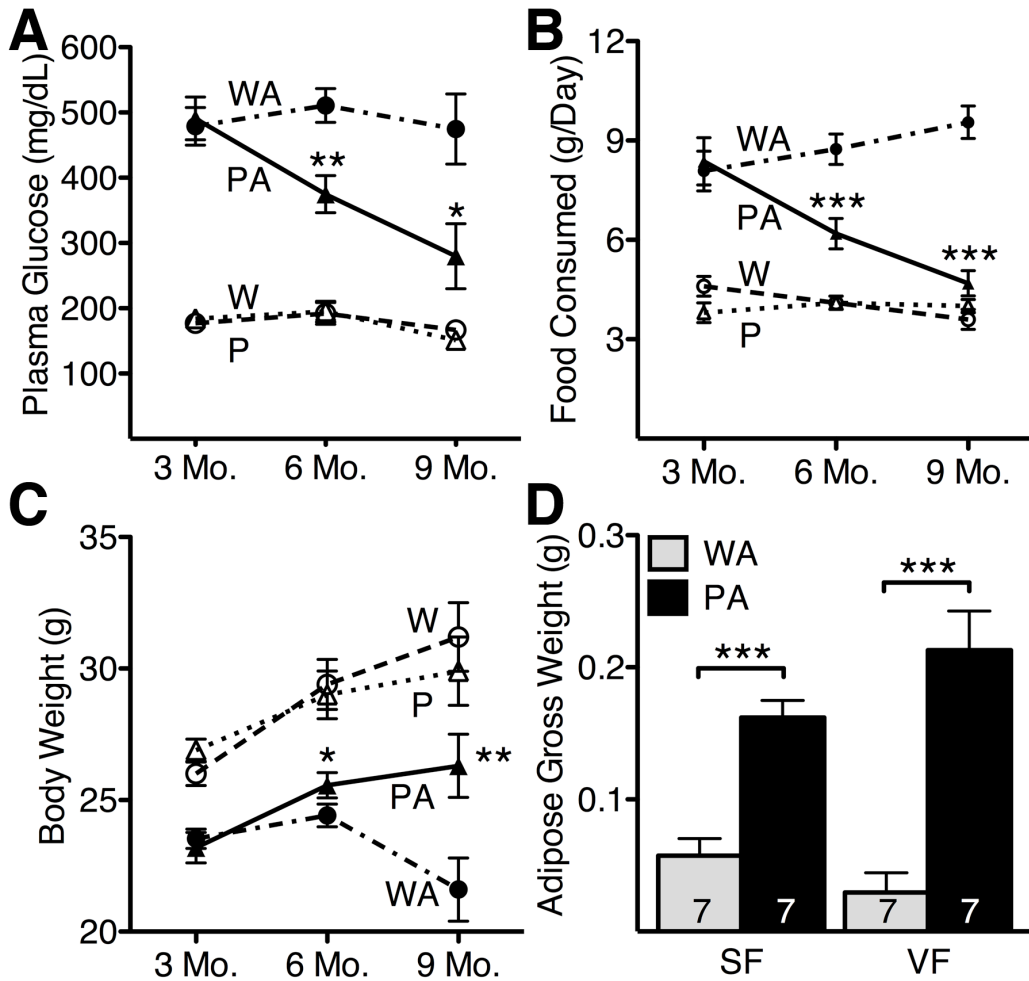 A
Plasma Glucose (mg/dL)
600
500
400
300
200
100
WA
PA
**
*
W
P
3 Mo. 6 Mo. 9 Mo.
B
Food Consumed (g/Day)
12
9
6
3
WA
PA
***
***
W
P
3 Mo. 6 Mo. 9 Mo.
C
Body Weight (g)
35
30
25
20
W
P
*
**
PA
WA
3 Mo. 6 Mo. 9 Mo.
D
Adipose Gross Weight (g)
0.3
0.2
0.1
WA
PA
***
***
7 7 7 7
SF VF